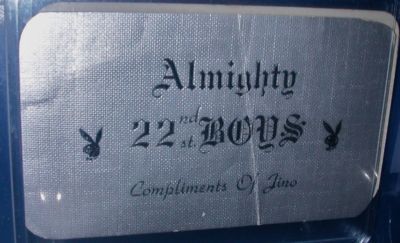 Almighty
22nd st. BOYS
Compliments Of Jino